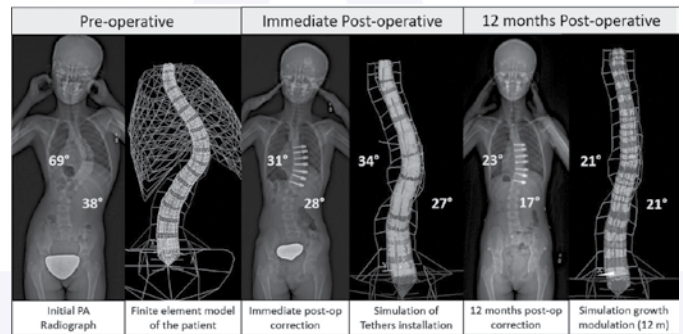 Pre-operative
Immediate Post-operative
12 months Post-operative
69°
38°
31°
28°
34°
27°
23°
17°
21°
21°
Initial PA
Radiograph
Finite element model
of the patient
Immediate post-op
correction
Simulation of
Tethers installation
12 months post-op
correction
Simulation growth
modulation (12 m)